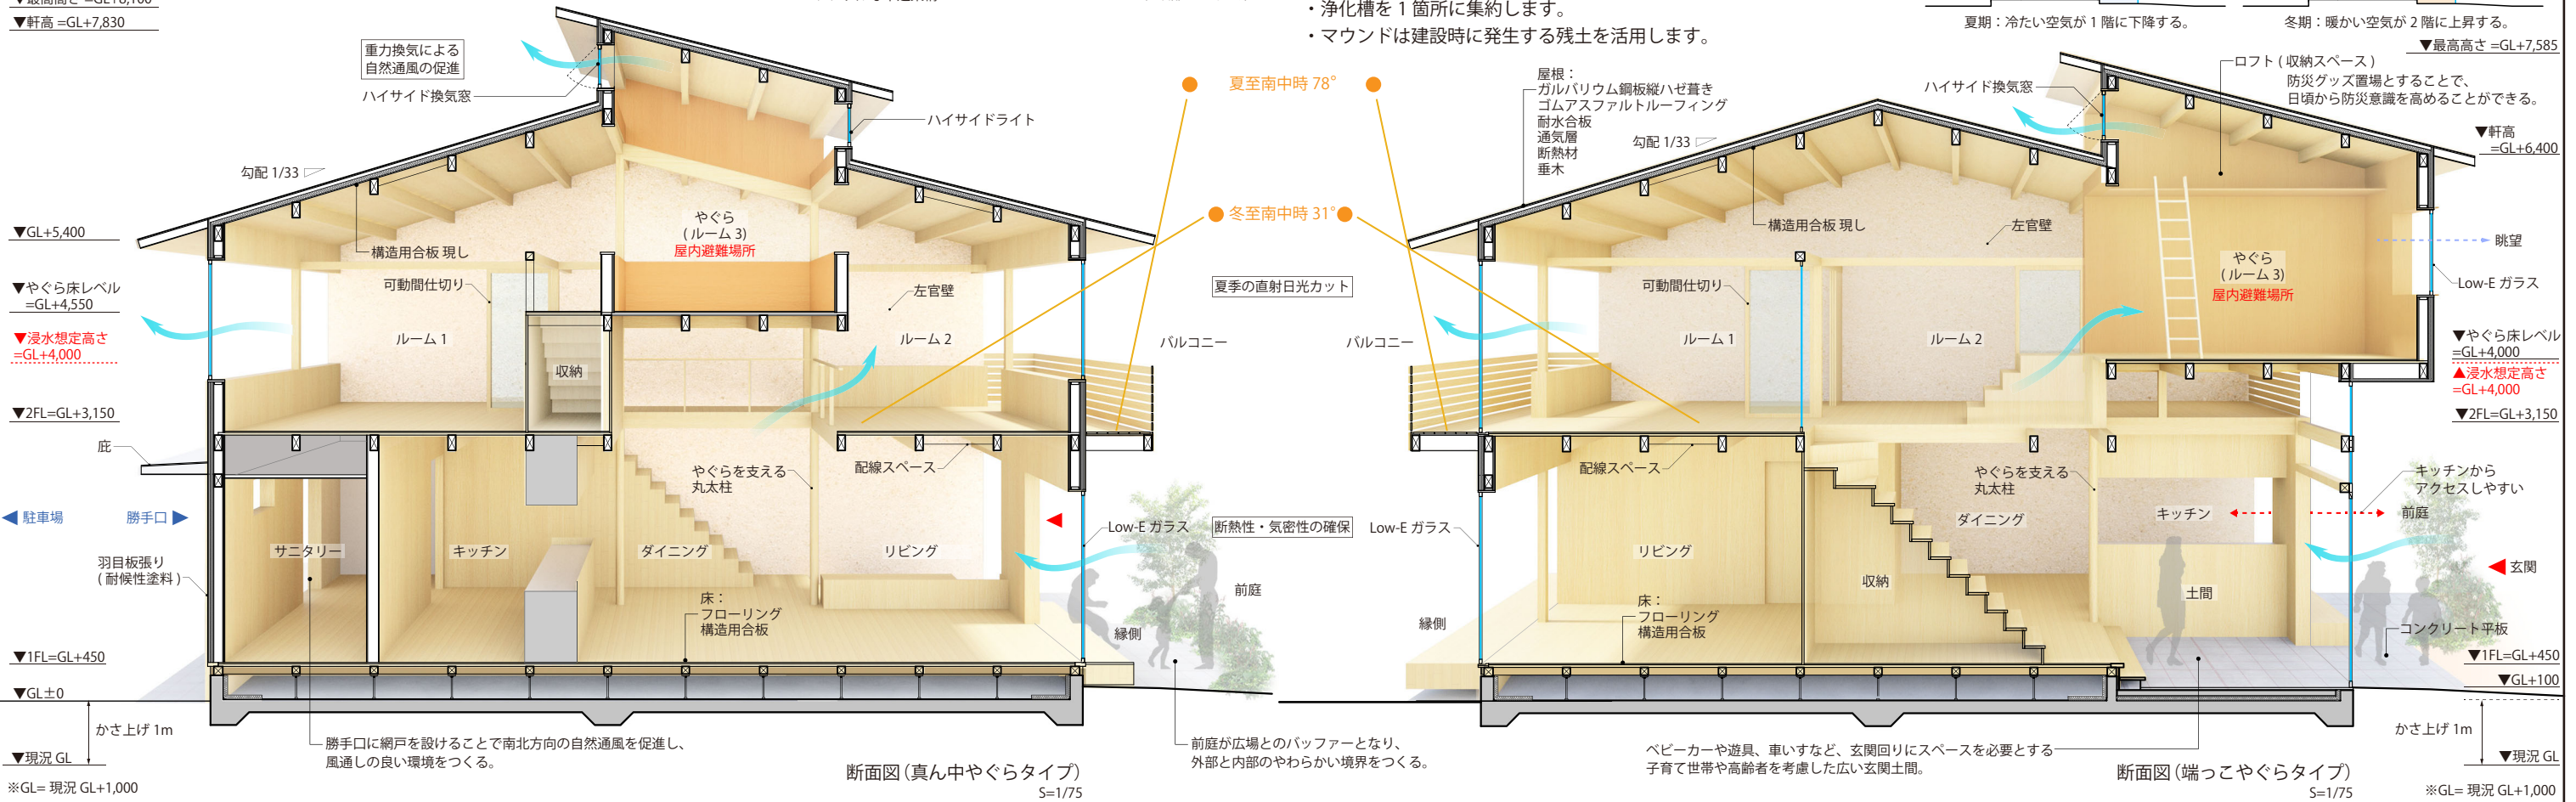 ▼軒高 =GL+7,830
・浄化槽を 1 箇所に集約します。
・マウンドは建設時に発生する残土を活用します。
夏期：冷たい空気が 1 階に下降する。
冬期：暖かい空気が 2 階に上昇する。
重力換気による
自然通風の促進
ハイサイド換気窓
ハイサイドライト
勾配 1/33
▼GL+5,400
構造用合板 現し
やぐら
(ルーム 3)
屋内避難場所
▼やぐら床レベル
=GL+4,550
可動間仕切り
左官壁
▼浸水想定高さ
=GL+4,000
ルーム 1
収納
ルーム 2
▼2FL=GL+3,150
庇
やぐらを支える
丸太柱
配線スペース
◀ 駐車場
勝手口 ▶
Low-E ガラス
サニタリー
キッチン
ダイニング
リビング
羽目板張り
(耐候性塗料)
前庭
床：
フローリング
構造用合板
縁側
▼1FL=GL+450
▼GL±0
かさ上げ 1m
▼現況 GL
※GL= 現況 GL+1,000
勝手口に網戸を設けることで南北方向の自然通風を促進し、
風通しの良い環境をつくる。
断面図(真ん中やぐらタイプ)
S=1/75
前庭が広場とのバッファーとなり、
外部と内部のやわらかい境界をつくる。
夏至南中時 78°
冬至南中時 31°
夏季の直射日光カット
バルコニー
バルコニー
断熱性・気密性の確保
屋根：
ガルバリウム鋼板縦ハゼ葺き
ゴムアスファルトルーフィング
耐水合板
通気層
断熱材
垂木
勾配 1/33
ハイサイド換気窓
▼最高高さ =GL+7,585
ロフト (収納スペース)
防災グッズ置場とすることで、
日頃から防災意識を高めることができる。
▼軒高
=GL+6,400
構造用合板 現し
左官壁
眺望
やぐら
(ルーム 3)
屋内避難場所
可動間仕切り
Low-E ガラス
ルーム 1
ルーム 2
▼やぐら床レベル
=GL+4,000
▲浸水想定高さ
=GL+4,000
▼2FL=GL+3,150
配線スペース
やぐらを支える
丸太柱
キッチンから
アクセスしやすい
Low-E ガラス
ダイニング
キッチン
前庭
リビング
収納
◀ 玄関
土間
床：
フローリング
構造用合板
縁側
コンクリート平板
▼1FL=GL+450
▼GL+100
かさ上げ 1m
▼現況 GL
ベビーカーや遊具、車いすなど、玄関回りにスペースを必要とする
子育て世帯や高齢者を考慮した広い玄関土間。
断面図(端っこやぐらタイプ)
S=1/75
※GL= 現況 GL+1,000